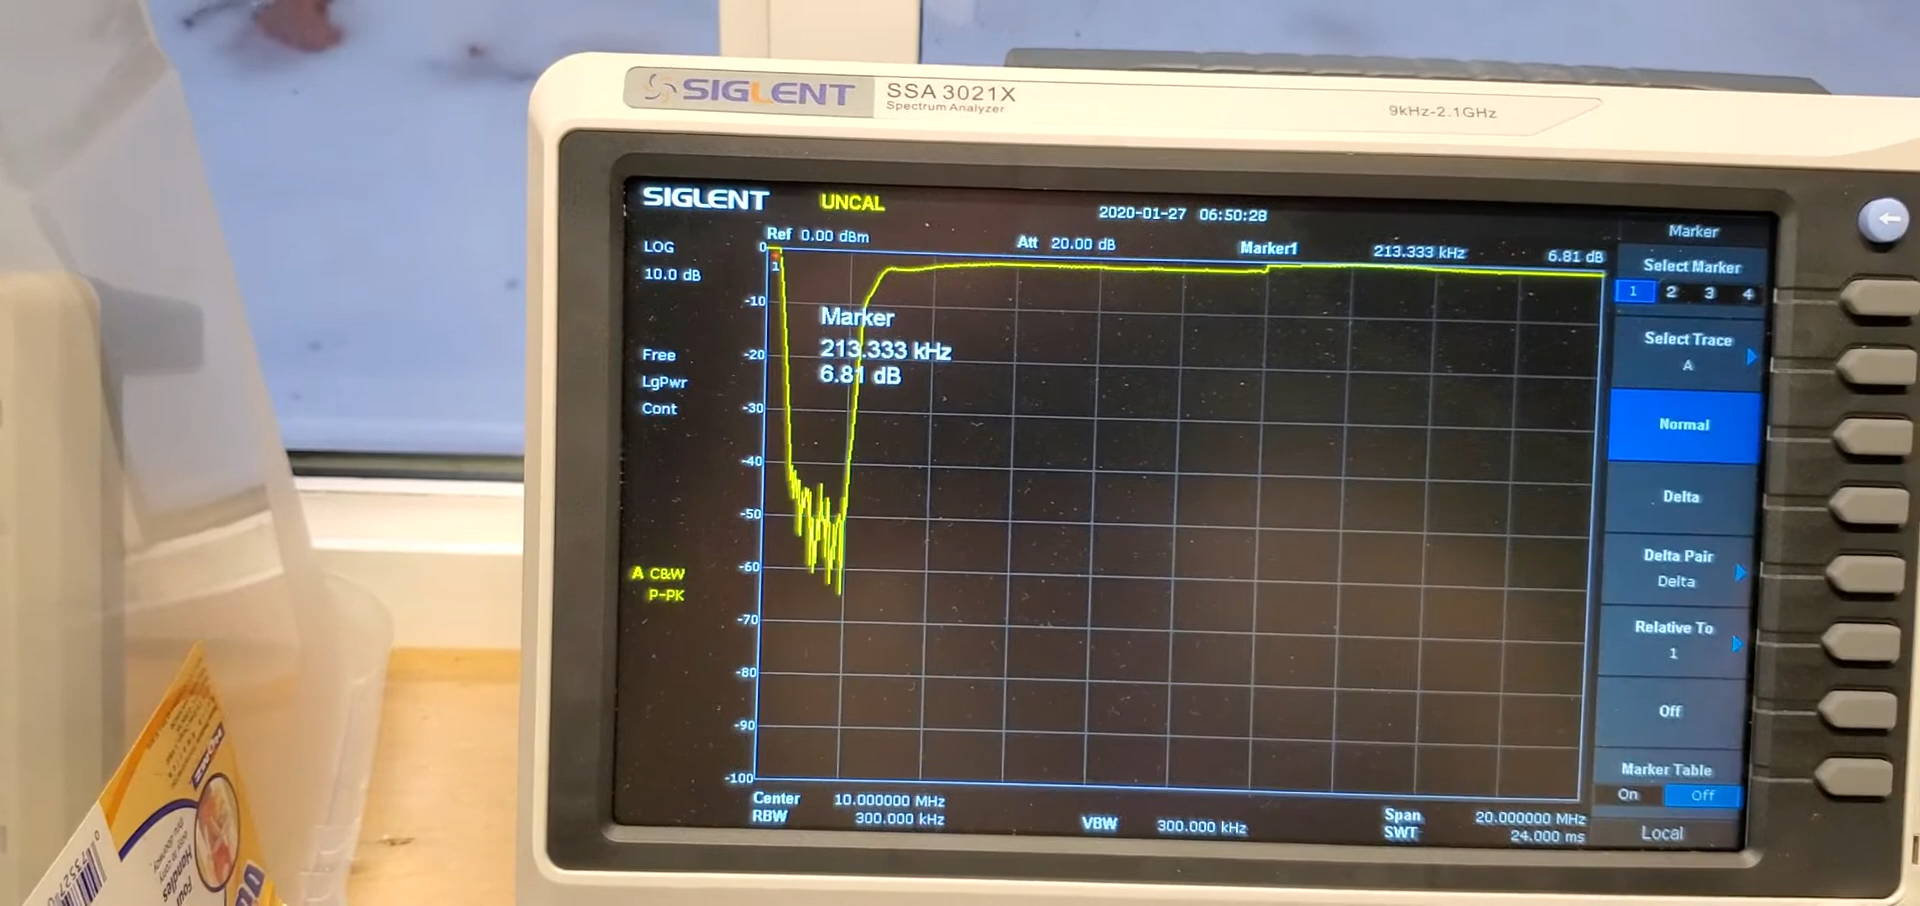 SIGLENT SSA 3021X
Spectrum Analyzer
9kHz-2.1GHz
SIGLENT UNCAL 2020-01-27 06:50:28
Marker
LOG
10.0 dB
Ref 0.00 dBm Att 20.00 dB Marker1 213.333 kHz 6.81 dB
Select Marker
1 2 3 4
0
1
-10
Marker
213.333 kHz
6.81 dB
Select Trace
A
-20
Free
LgPwr
Cont
-30
Normal
-40
Delta
-50
Delta Pair
Delta
-60
A C&W
P-PK
-70
Relative To
1
-80
Off
-90
-100
Marker Table
On Off
Local
Center 10.000000 MHz
RBW 300.000 kHz
VBW 300.000 kHz
Span 20.000000 MHz
SWT 24.000 ms
Four
Handles